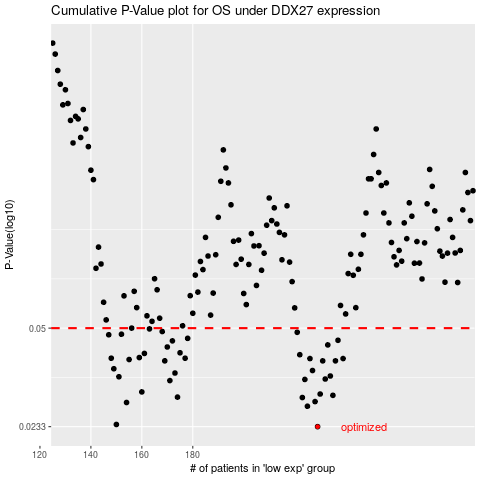 Cumulative P-Value plot for OS under DDX27 expression
P-Value(log10)
0.05
0.0233
optimized
120 140 160 180
# of patients in 'low exp' group